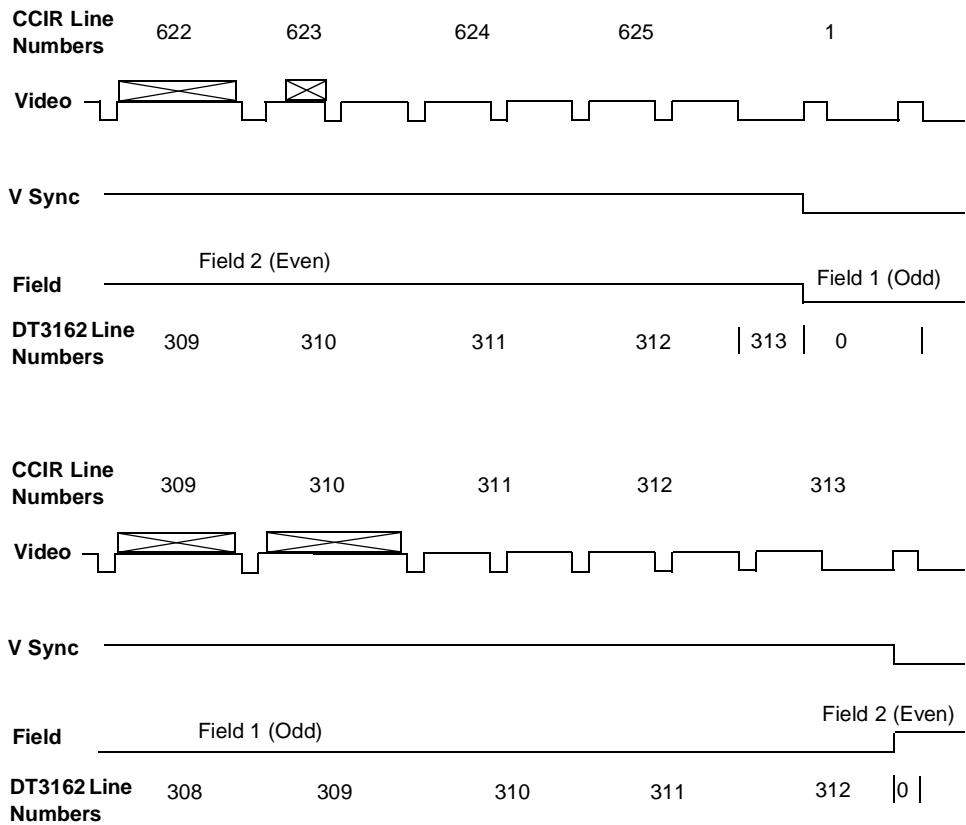 CCIR Line Numbers 622 623 624 625 1
Video
V Sync
Field Field 2 (Even) Field 1 (Odd)
DT3162 Line Numbers 309 310 311 312 313 0
CCIR Line Numbers 309 310 311 312 313
Video
V Sync
Field Field 1 (Odd) Field 2 (Even)
DT3162 Line Numbers 308 309 310 311 312 0